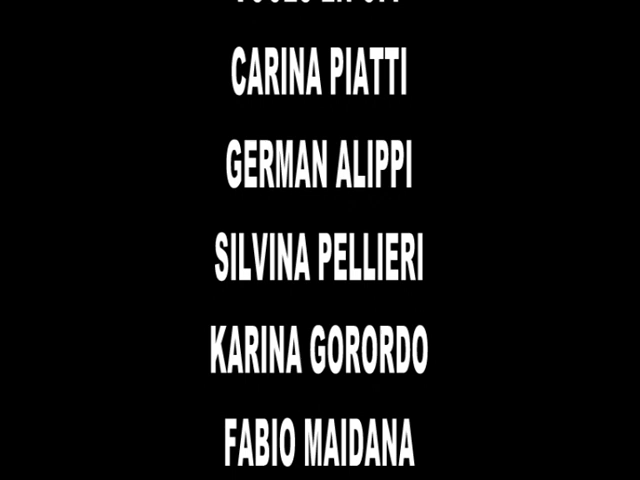 CARINA PIATTI
GERMAN ALIPPI
SILVINA PELLIERI
KARINA GORORDO
FABIO MAIDANA